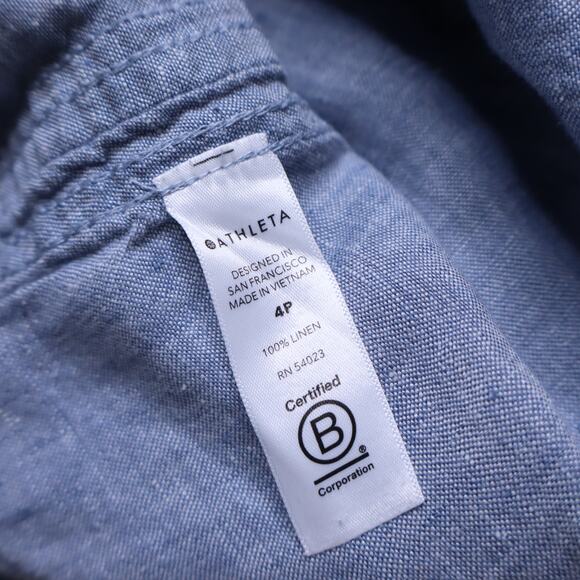 ATHLETA
DESIGNED IN
SAN FRANCISCO
MADE IN VIETNAM
4P
100% LINEN
RN 54023
Certified
B
®
Corporation